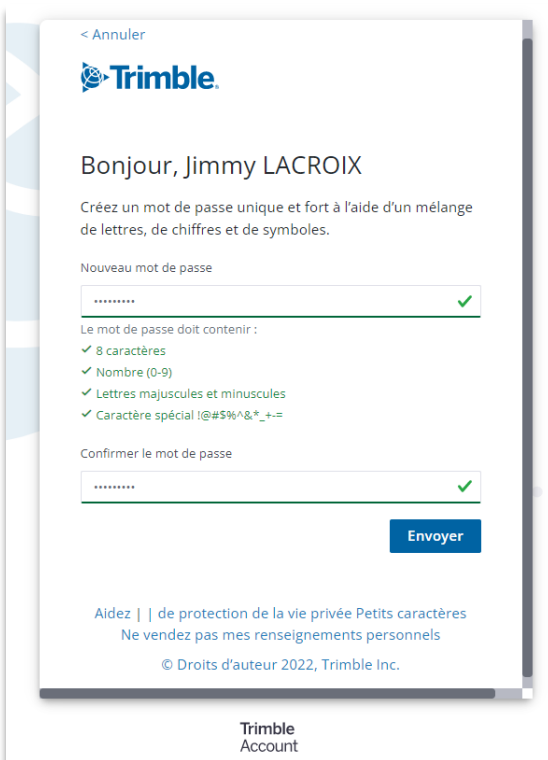 < Annuler
Trimble.
Bonjour, Jimmy LACROIX
Créez un mot de passe unique et fort à l'aide d'un mélange
de lettres, de chiffres et de symboles.
Nouveau mot de passe
•••••••••
Le mot de passe doit contenir :
✓ 8 caractères
✓ Nombre (0-9)
✓ Lettres majuscules et minuscules
✓ Caractère spécial !@#$%^&*_+-=
Confirmer le mot de passe
•••••••••
Envoyer
Aidez | | de protection de la vie privée Petits caractères
Ne vendez pas mes renseignements personnels
© Droits d'auteur 2022, Trimble Inc.
Trimble
Account